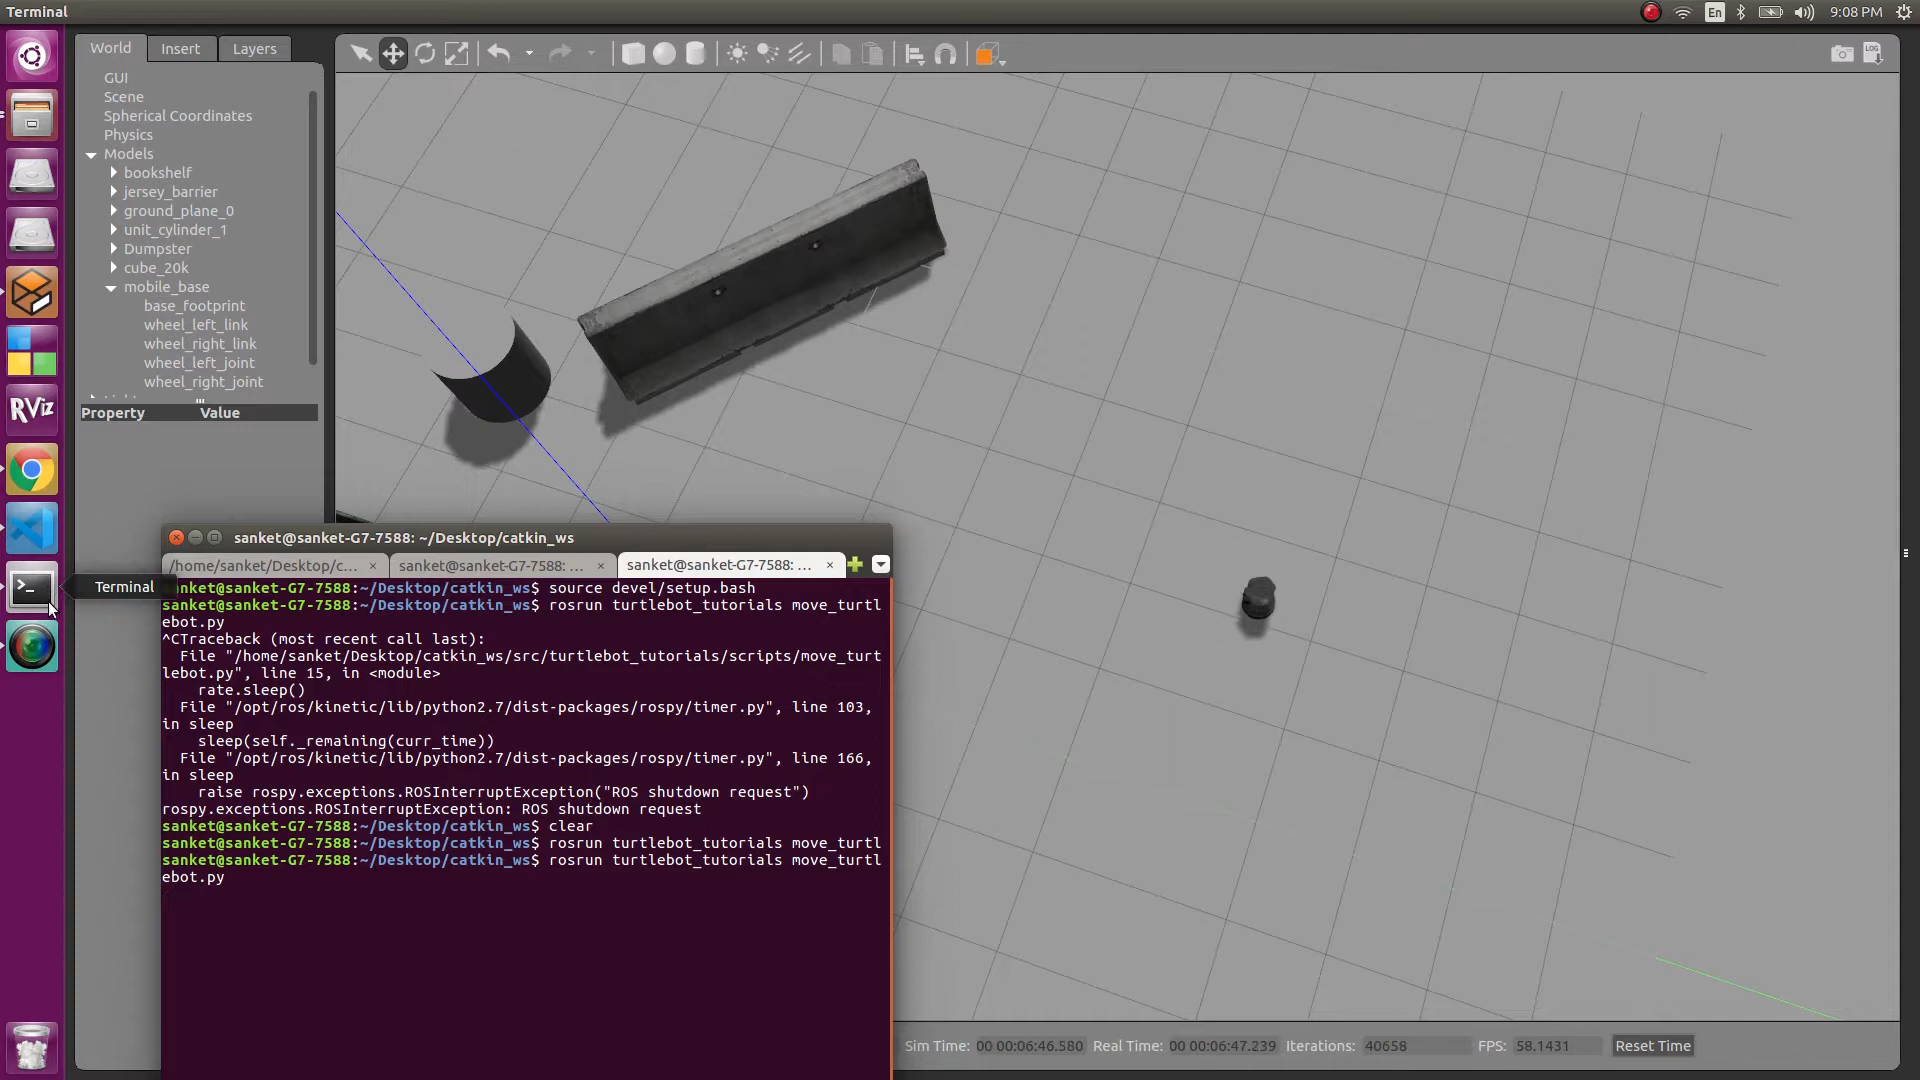 Terminal
En
9:08 PM
World
Insert
Layers
LOG
GUI
Scene
Spherical Coordinates
Physics
Models
bookshelf
jersey_barrier
ground_plane_0
unit_cylinder_1
Dumpster
cube_20k
mobile_base
base_footprint
wheel_left_link
wheel_right_link
wheel_left_joint
wheel_right_joint
Property Value
RViz
Terminal
sanket@sanket-G7-7588: ~/Desktop/catkin_ws
/home/sanket/Desktop/c... ×
sanket@sanket-G7-7588: ... ×
sanket@sanket-G7-7588: ... ×
anket@sanket-G7-7588:~/Desktop/catkin_ws$ source devel/setup.bash
sanket@sanket-G7-7588:~/Desktop/catkin_ws$ rosrun turtlebot_tutorials move_turtl
ebot.py
^CTraceback (most recent call last):
File "/home/sanket/Desktop/catkin_ws/src/turtlebot_tutorials/scripts/move_turt
lebot.py", line 15, in <module>
rate.sleep()
File "/opt/ros/kinetic/lib/python2.7/dist-packages/rospy/timer.py", line 103,
in sleep
sleep(self._remaining(curr_time))
File "/opt/ros/kinetic/lib/python2.7/dist-packages/rospy/timer.py", line 166,
in sleep
raise rospy.exceptions.ROSInterruptException("ROS shutdown request")
rospy.exceptions.ROSInterruptException: ROS shutdown request
sanket@sanket-G7-7588:~/Desktop/catkin_ws$ clear
sanket@sanket-G7-7588:~/Desktop/catkin_ws$ rosrun turtlebot_tutorials move_turtl
sanket@sanket-G7-7588:~/Desktop/catkin_ws$ rosrun turtlebot_tutorials move_turtl
ebot.py
Sim Time: 00 00:06:46.580 Real Time: 00 00:06:47.239 Iterations: 40658 FPS: 58.1431 Reset Time